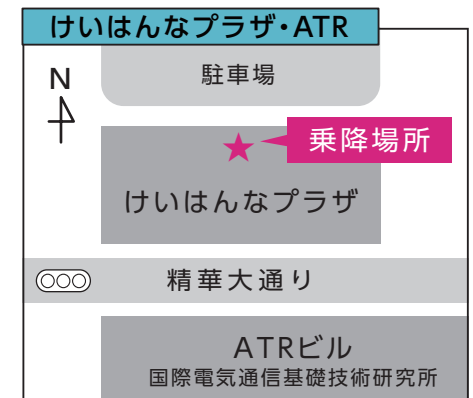 けいはんなプラザ・ATR
N
駐車場
乗降場所
けいはんなプラザ
精華大通り
ATRビル
国際電気通信基礎技術研究所